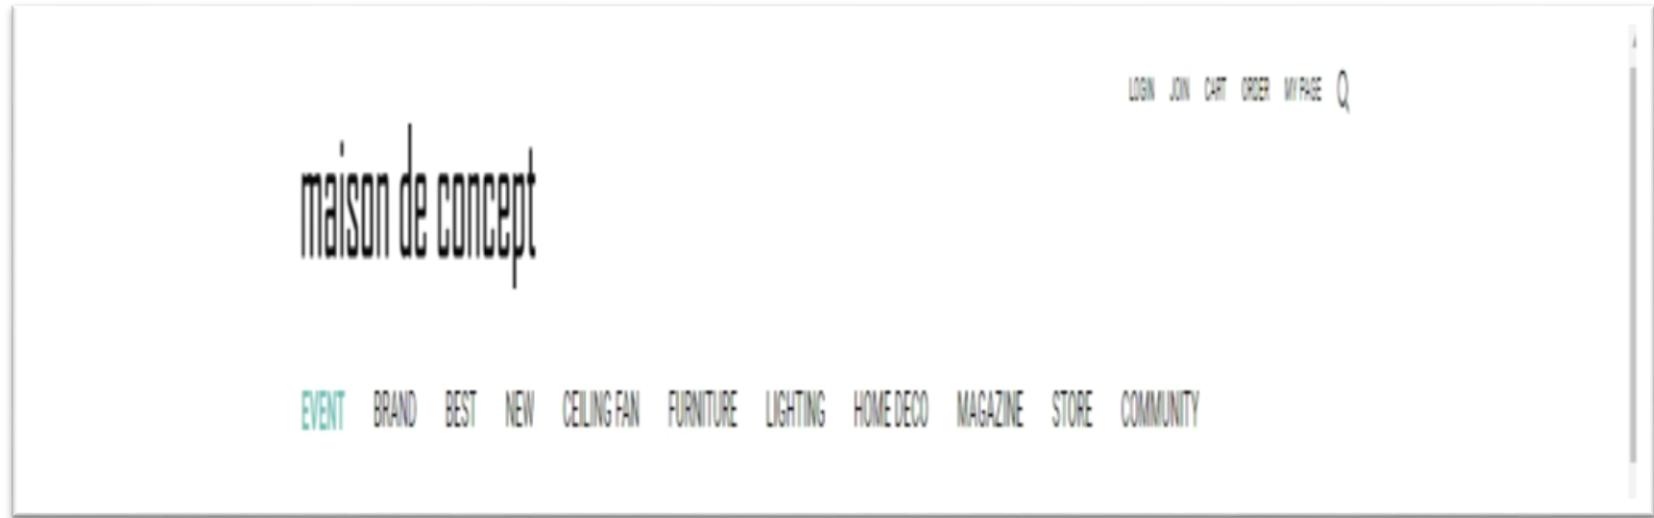 LOGIN JOIN CART ORDER MY PAGE
maison de concept
EVENT BRAND BEST NEW CEILING FAN FURNITURE LIGHTING HOME DECO MAGAZINE STORE COMMUNITY